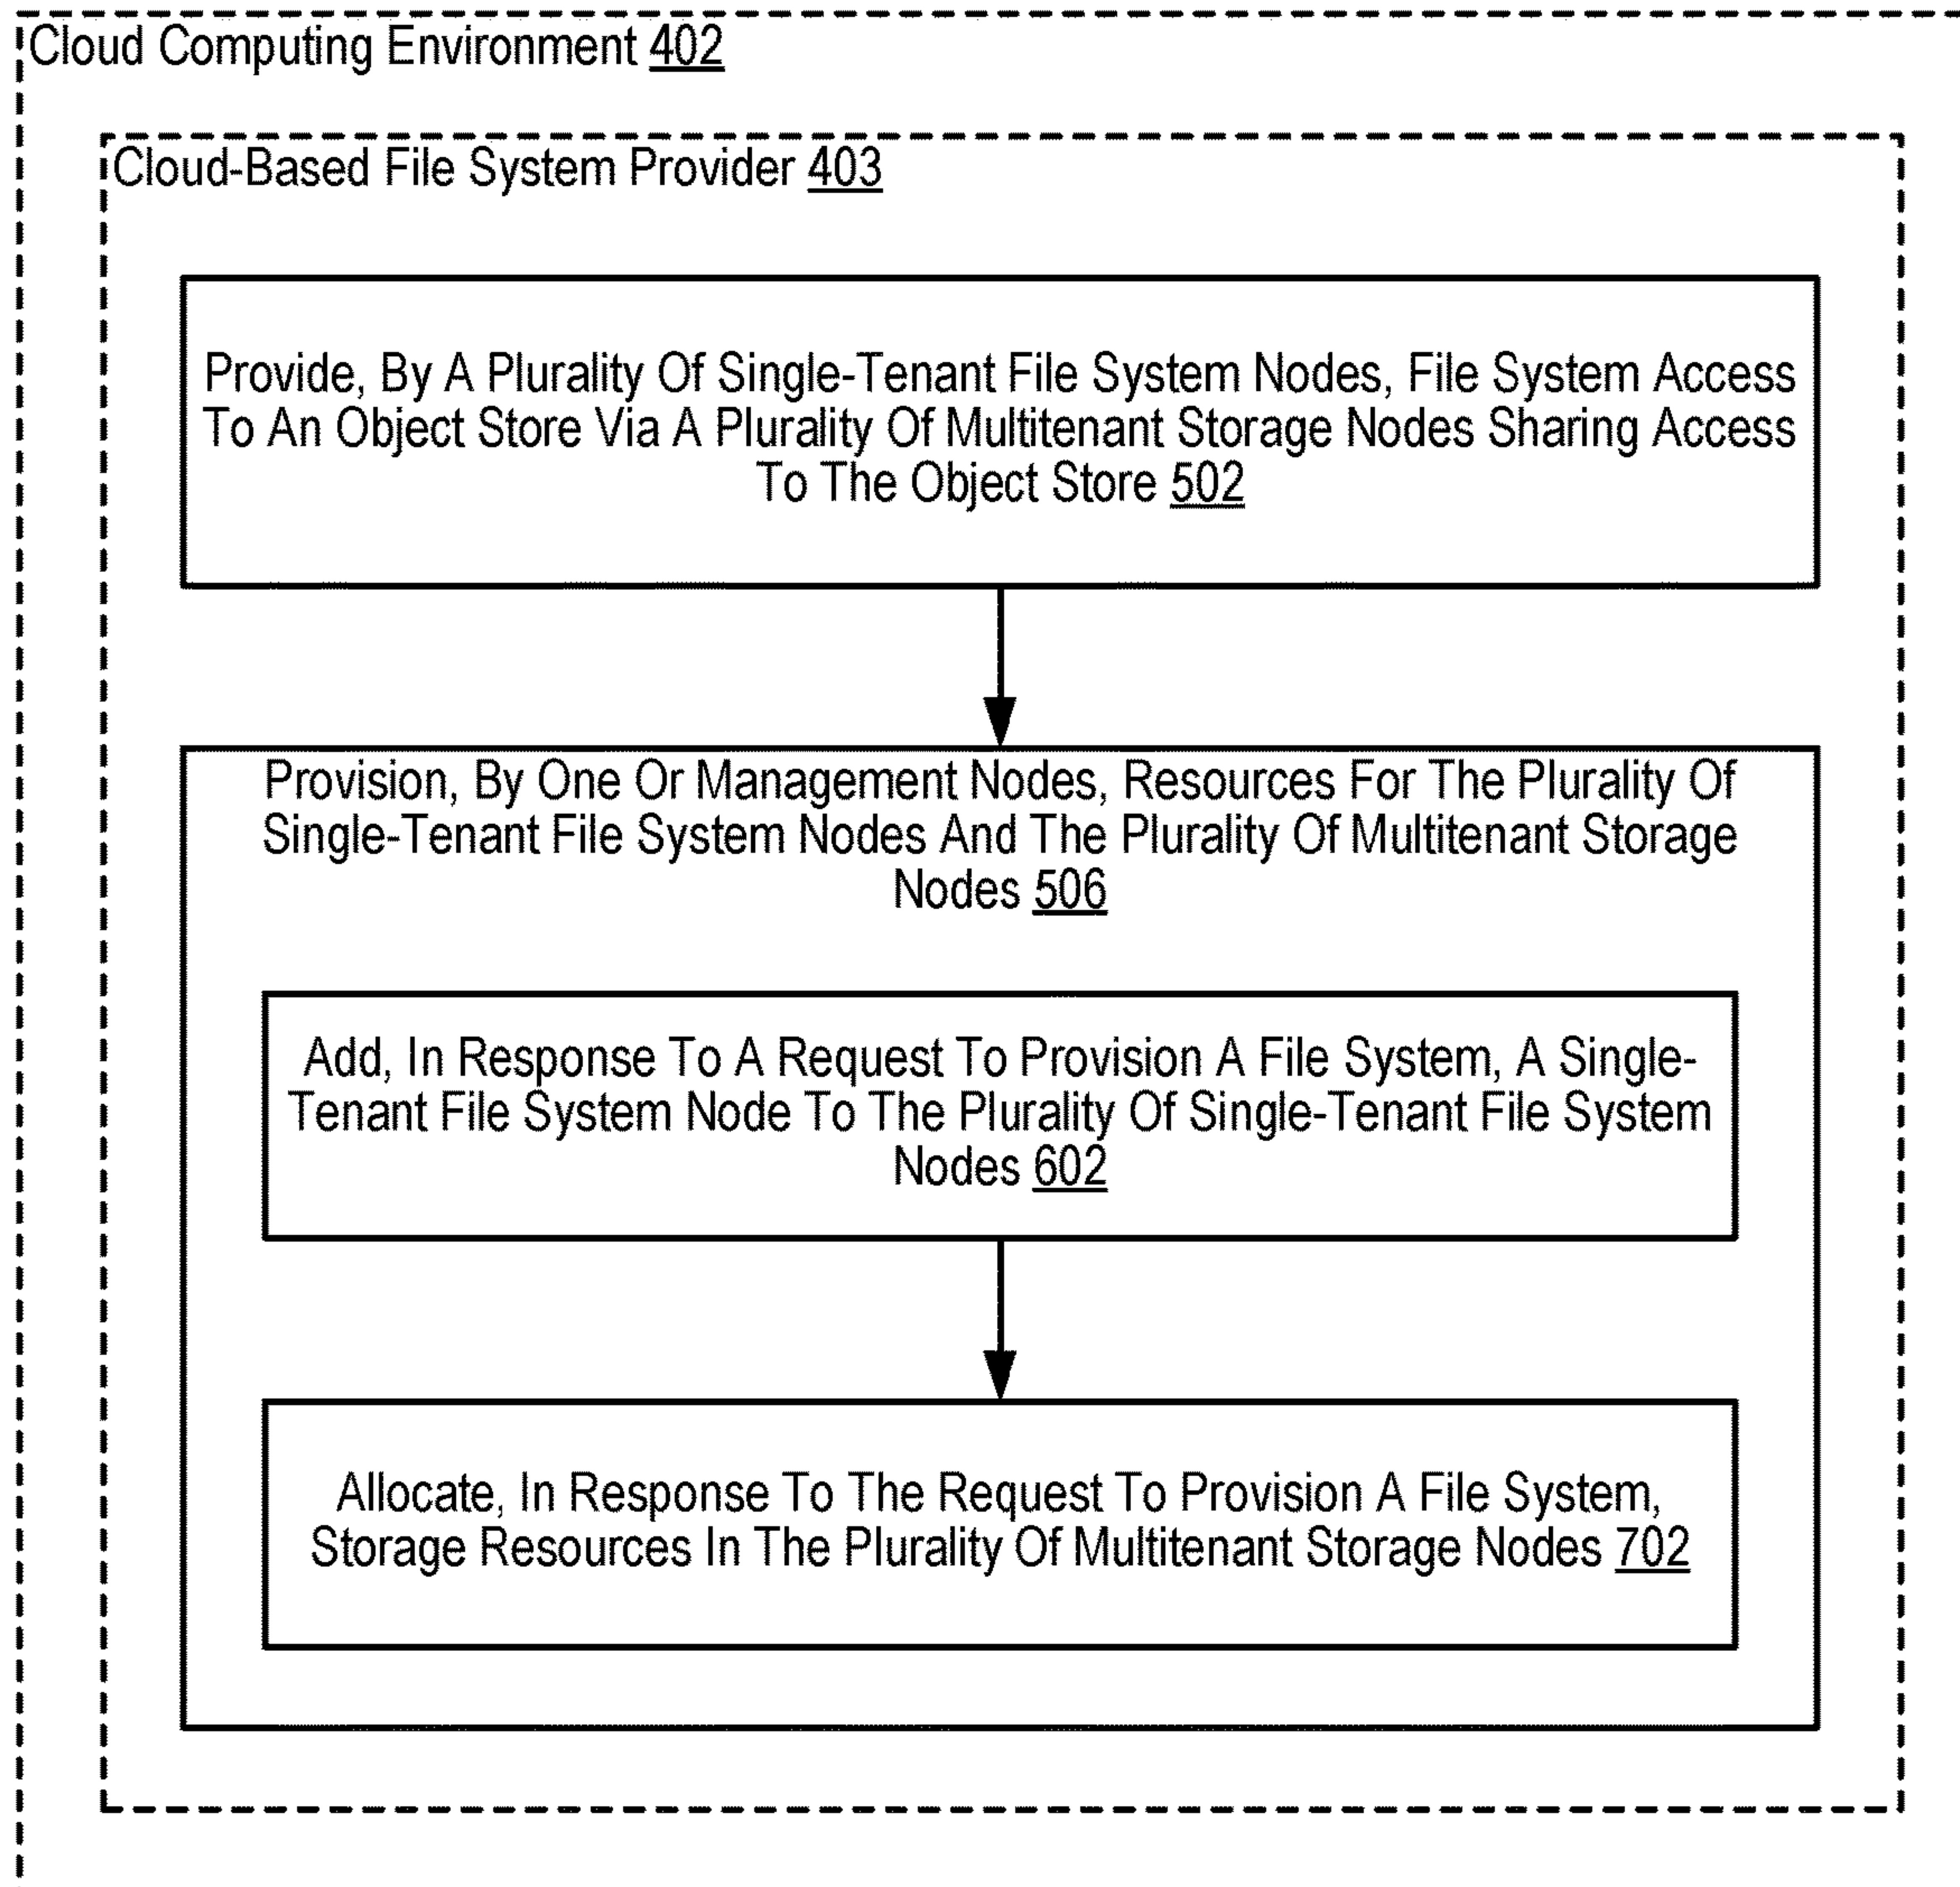 Cloud Computing Environment 402
Cloud-Based File System Provider 403
Provide, By A Plurality Of Single-Tenant File System Nodes, File System Access
To An Object Store Via A Plurality Of Multitenant Storage Nodes Sharing Access
To The Object Store 502
Provision, By One Or Management Nodes, Resources For The Plurality Of
Single-Tenant File System Nodes And The Plurality Of Multitenant Storage
Nodes 506
Add, In Response To A Request To Provision A File System, A Single-
Tenant File System Node To The Plurality Of Single-Tenant File System
Nodes 602
Allocate, In Response To The Request To Provision A File System,
Storage Resources In The Plurality Of Multitenant Storage Nodes 702